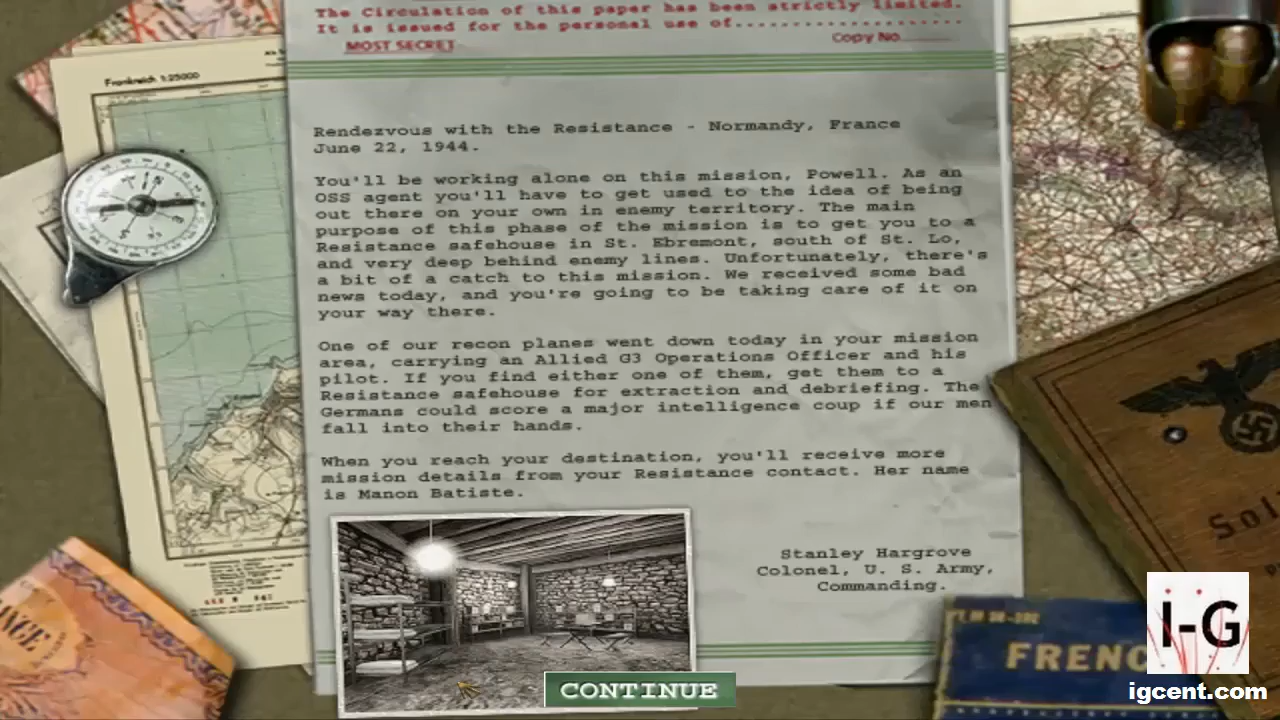 The Circulation of this paper has been strictly limited.
It is issued for the personal use of....................
MOST SECRET
Copy No.......
Frankreich 1:25000
Rendezvous with the Resistance - Normandy, France
June 22, 1944.
You'll be working alone on this mission, Powell. As an
OSS agent you'll have to get used to the idea of being
out there on your own in enemy territory. The main
purpose of this phase of the mission is to get you to a
Resistance safehouse in St. Ebremont, south of St. Lo,
and very deep behind enemy lines. Unfortunately, there's
a bit of a catch to this mission. We received some bad
news today, and you're going to be taking care of it on
your way there.
One of our recon planes went down today in your mission
area, carrying an Allied G3 Operations Officer and his
pilot. If you find either one of them, get them to a
Resistance safehouse for extraction and debriefing. The
Germans could score a major intelligence coup if our men
fall into their hands.
When you reach your destination, you'll receive more
mission details from your Resistance contact. Her name
is Manon Batiste.
Stanley Hargrove
Colonel, U. S. Army,
Commanding.
CONTINUE
Sol
FRENC
I-G
igcent.com